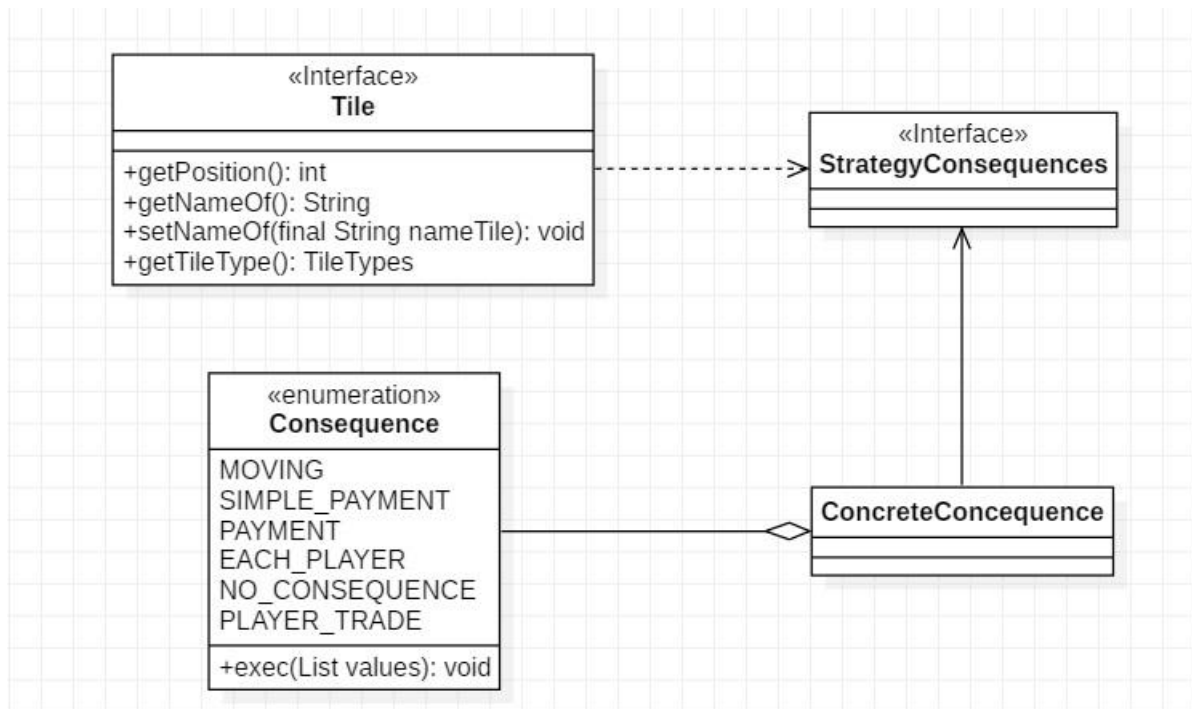 «Interface»
Tile
+getPosition(): int
+getNameOf(): String
+setNameOf(final String nameTile): void
+getTileType(): TileTypes
«Interface»
StrategyConsequences
«enumeration»
Consequence
MOVING
SIMPLE_PAYMENT
PAYMENT
EACH_PLAYER
NO_CONSEQUENCE
PLAYER_TRADE
+exec(List values): void
ConcreteConcequence